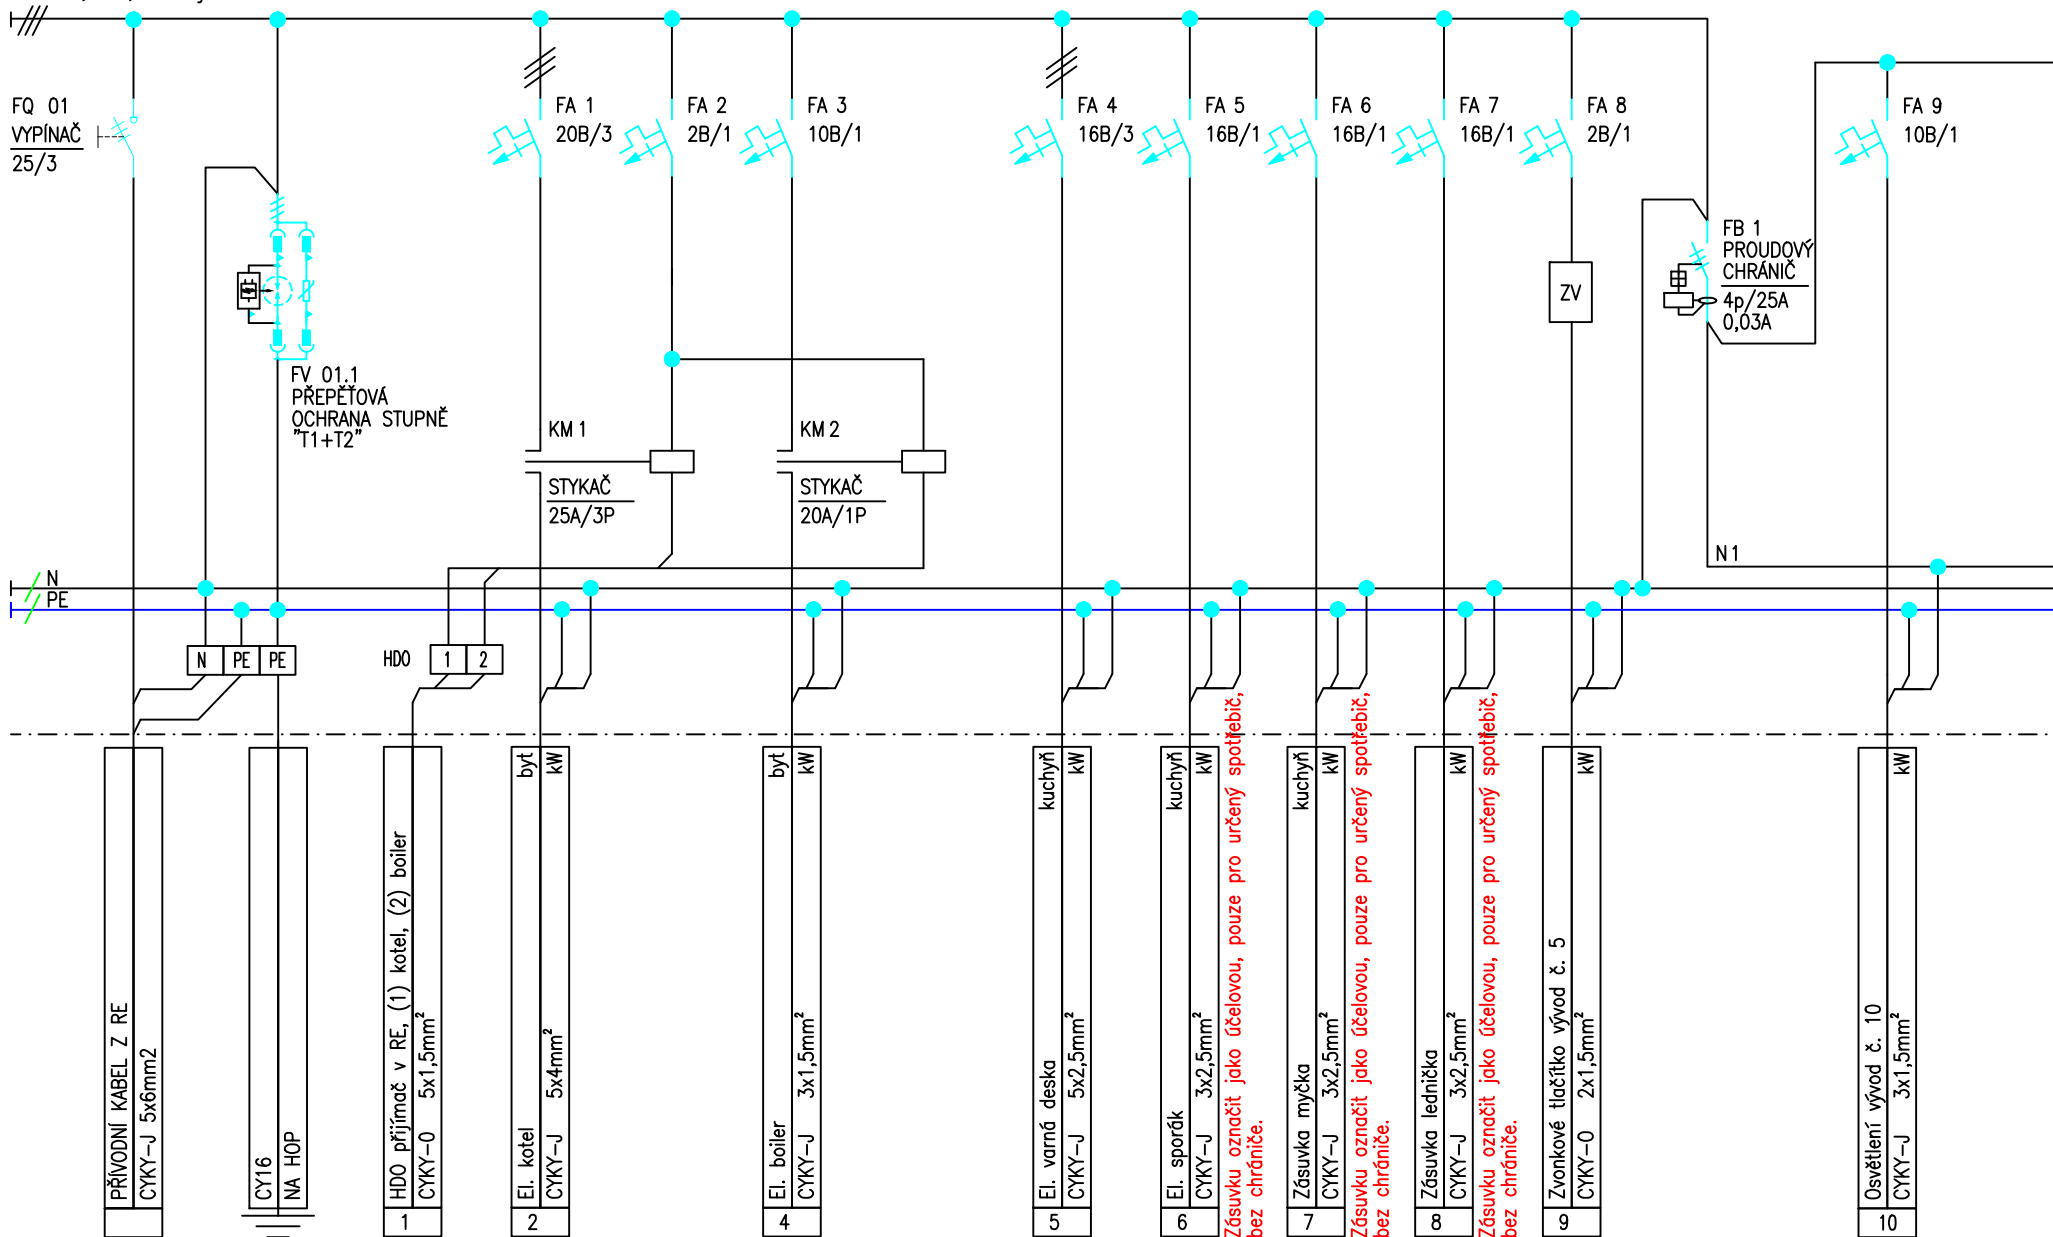 FQ 01
VYPÍNAČ
25/3
FV 01.1
PŘEPĚŤOVÁ
OCHRANA STUPNĚ
"T1+T2"
FA 1
20B/3
FA 2
2B/1
FA 3
10B/1
FA 4
16B/3
FA 5
16B/1
FA 6
16B/1
FA 7
16B/1
FA 8
2B/1
FA 9
10B/1
ZV
FB 1
PROUDOVÝ
CHRÁNIČ
4p/25A
0,03A
KM 1
STYKAČ
25A/3P
KM 2
STYKAČ
20A/1P
N1
N
PE
N
PE
PE
HDO
1
2
PŘÍVODNÍ KABEL Z RE
CYKY-J 5x6mm2
CY16
NA HOP
HDO přijímač v RE, (1) kotel, (2) boiler
CYKY-O 5x1,5mm²
1
El. kotel byt
CYKY-J 5x4mm² kW
2
El. boiler byt
CYKY-J 3x1,5mm² kW
4
El. varná deska kuchyň
CYKY-J 5x2,5mm² kW
5
El. sporák kuchyň
CYKY-J 3x2,5mm² kW
6
Zásuvku označit jako účelovou, pouze pro určený spotřebič,
bez chrániče.
Zásuvka myčka kuchyň
CYKY-J 3x2,5mm² kW
7
Zásuvku označit jako účelovou, pouze pro určený spotřebič,
bez chrániče.
Zásuvka lednička
CYKY-J 3x2,5mm² kW
8
Zásuvku označit jako účelovou, pouze pro určený spotřebič,
bez chrániče.
Zvonkové tlačítko vývod č. 5
CYKY-O 2x1,5mm² kW
9
Osvětlení vývod č. 10
CYKY-J 3x1,5mm² kW
10